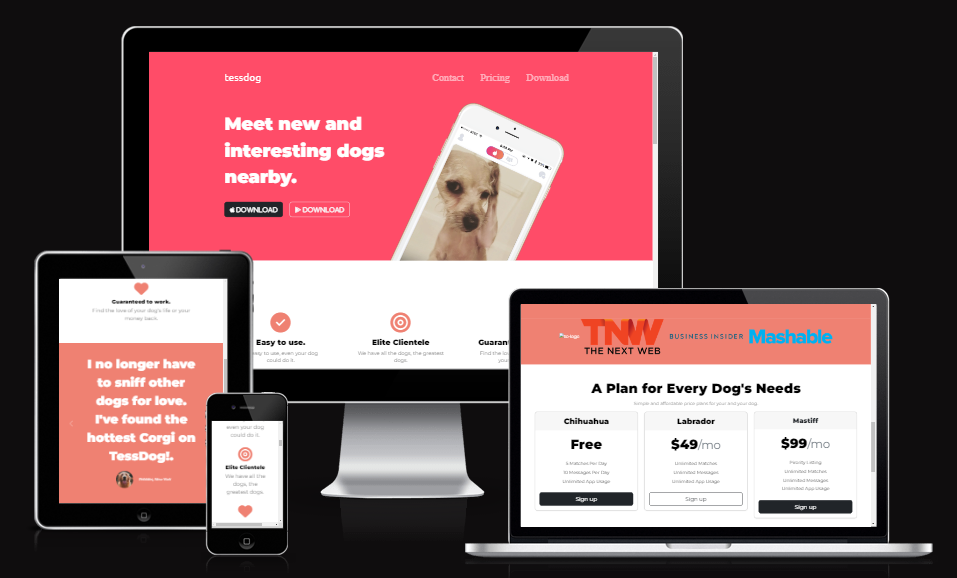 tessdog
Contact Pricing Download
Meet new and
interesting dogs
nearby.
DOWNLOAD DOWNLOAD
Easy to use.
easy to use, even your dog
could do it.
Elite Clientele
We have all the dogs, the greatest
dogs.
Guaran
Find the lo
your
Guaranteed to work.
Find the love of your dog's life or your
money back.
I no longer have
to sniff other
dogs for love.
I've found the
hottest Corgi on
TessDog!.
even your dog
could do it.
Elite Clientele
We have all the
dogs, the
greatest dogs.
TNW
THE NEXT WEB
BUSINESS INSIDER
Mashable
A Plan for Every Dog's Needs
Simple and affordable price plans for your and your dog.
Chihuahua
Free
5 Matches Per Day
10 Messages Per Day
Unlimited App Usage
Sign up
Labrador
$49/mo
Unlimited Matches
Unlimited Messages
Unlimited App Usage
Sign up
Mastiff
$99/mo
Priority Listing
Unlimited Matches
Unlimited Messages
Unlimited App Usage
Sign up